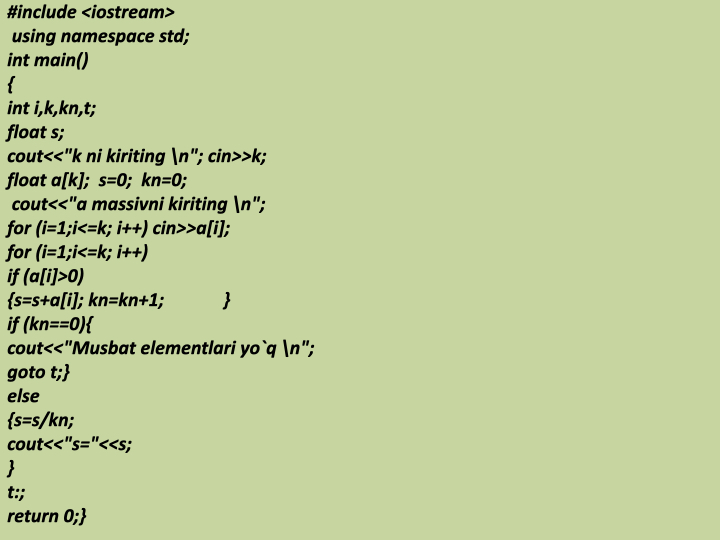 #include <iostream>
using namespace std;
int main()
{
int i,k,kn,t;
float s;
cout<<"k ni kiriting \n"; cin>>k;
float a[k];  s=0;  kn=0;
cout<<"a massivni kiriting \n";
for (i=1;i<=k; i++) cin>>a[i];
for (i=1;i<=k; i++)
if (a[i]>0)
{s=s+a[i]; kn=kn+1;             }
if (kn==0){
cout<<"Musbat elementlari yo`q \n";
goto t;}
else
{s=s/kn;
cout<<"s="<<s;
}
t:;
return 0;}